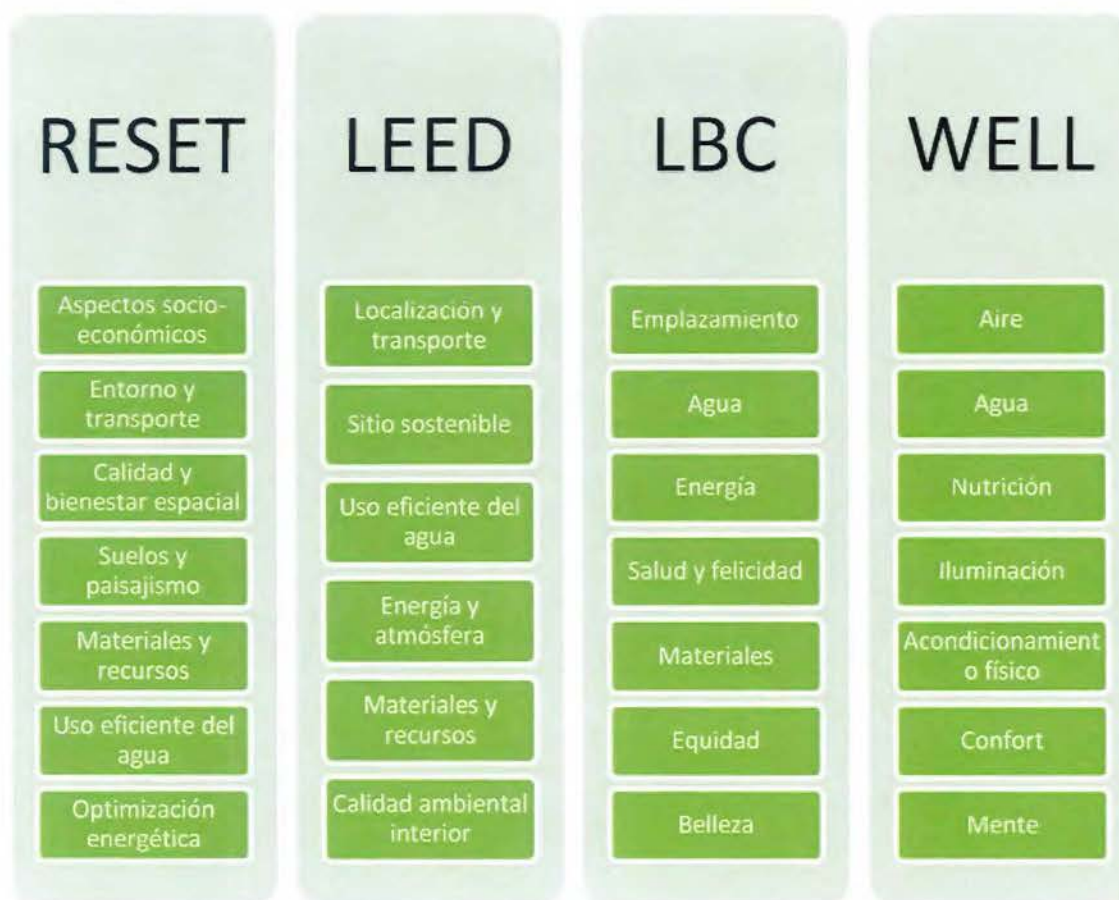 RESET
Aspectos socio-
económicos
Entorno y
transporte
Calidad y
bienestar espacial
Suelos y
paisajismo
Materiales y
recursos
Uso eficiente del
agua
Optimización
energética
LEED
Localización y
transporte
Sitio sostenible
Uso eficiente del
agua
Energía y
atmósfera
Materiales y
recursos
Calidad ambiental
interior
LBC
Emplazamiento
Agua
Energía
Salud y felicidad
Materiales
Equidad
Belleza
WELL
Aire
Agua
Nutrición
Iluminación
Acondicionamient
o físico
Confort
Mente